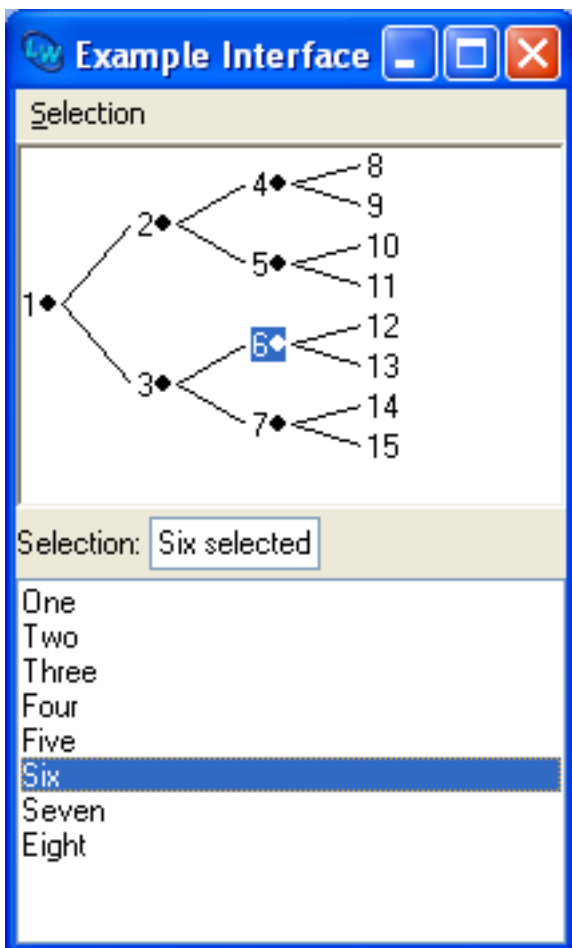 LW Example Interface
Selection
8
4
9
2
10
5
11
1
12
6
13
3
14
7
15
Selection: Six selected
One
Two
Three
Four
Five
Six
Seven
Eight